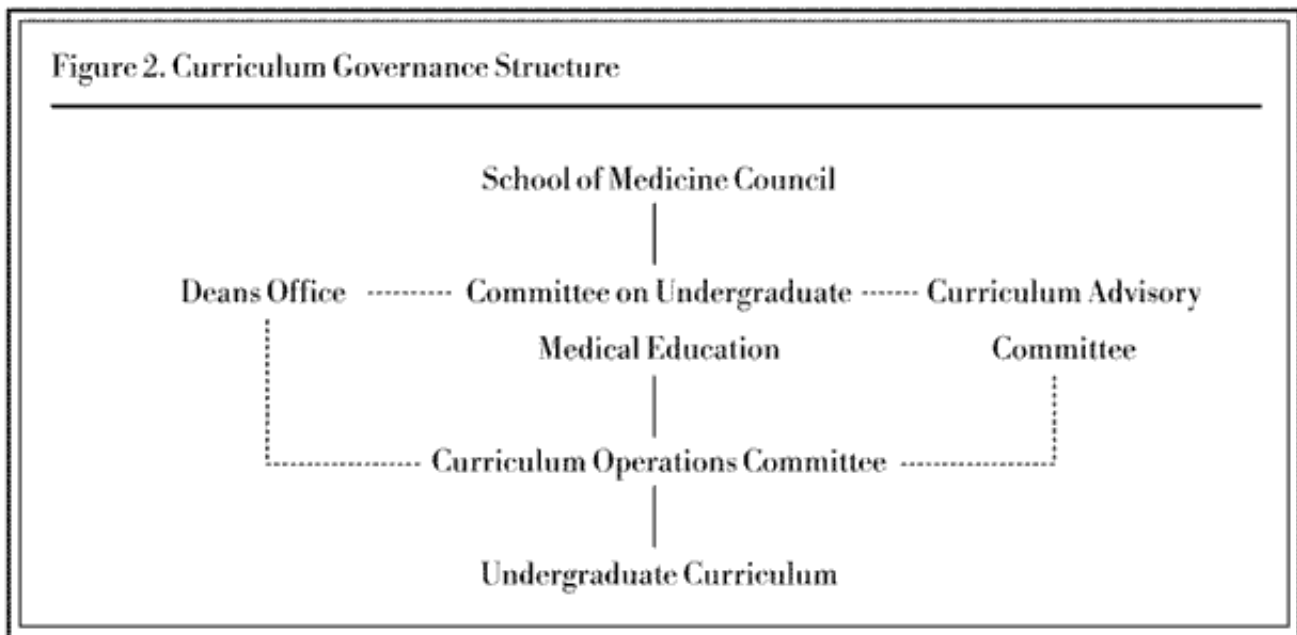 Figure 2. Curriculum Governance Structure
School of Medicine Council
Deans Office
Committee on Undergraduate
Medical Education
Curriculum Advisory
Committee
Curriculum Operations Committee
Undergraduate Curriculum